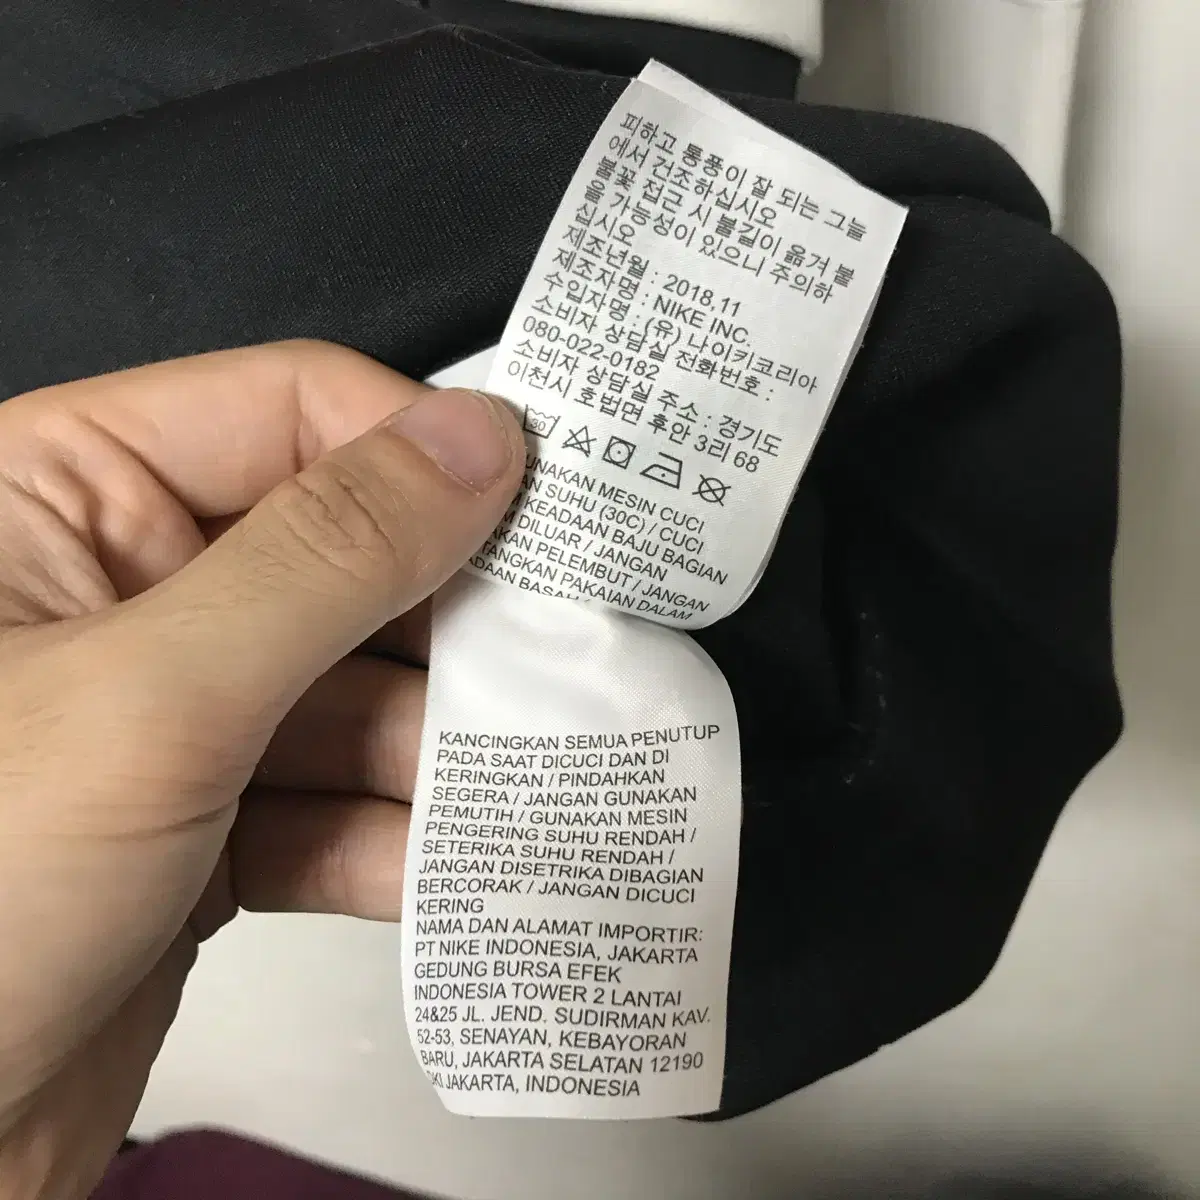 피하고 통풍이 잘 되는 그늘
에서 건조하십시오
불꽃 접근 시 불길이 옮겨 붙
을 가능성이 있으니 주의하
십시오
제조년월 : 2018.11
제조자명 : NIKE INC.
수입자명 : (유) 나이키코리아
소비자 상담실 전화번호 :
080-022-0182
소비자 상담실 주소 : 경기도
이천시 호법면 후안 3리 68
30
GUNAKAN MESIN CUCI
SUHU (30C) / CUCI
KEADAAN BAJU BAGIAN
DILUAR / JANGAN
PELEMBUT / JANGAN
PAKAIAN DALAM
BASAH
KANCINGKAN SEMUA PENUTUP
PADA SAAT DICUCI DAN DI
KERINGKAN / PINDAHKAN
SEGERA / JANGAN GUNAKAN
PEMUTIH / GUNAKAN MESIN
PENGERING SUHU RENDAH /
SETERIKA SUHU RENDAH /
JANGAN DISETRIKA DIBAGIAN
BERCORAK / JANGAN DICUCI
KERING
NAMA DAN ALAMAT IMPORTIR:
PT NIKE INDONESIA, JAKARTA
GEDUNG BURSA EFEK
INDONESIA TOWER 2 LANTAI
24&25 JL. JEND. SUDIRMAN KAV.
52-53, SENAYAN, KEBAYORAN
BARU, JAKARTA SELATAN 12190
DKI JAKARTA, INDONESIA